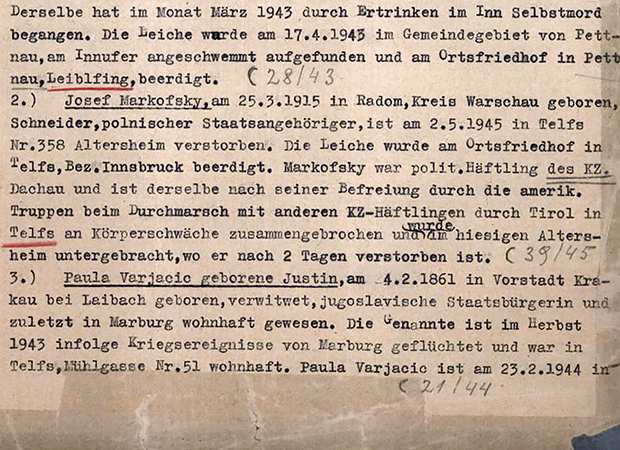 Derselbe hat im Monat März 1943 durch Ertrinken im Inn Selbstmord
begangen. Die Leiche wurde am 17.4.1943 im Gemeindegebiet von Pett-
nau,am Innufer angeschwemmt aufgefunden und am Ortsfriedhof in Pett
nau,Leiblfing,beerdigt. (28/43
2.) Josef Markofsky,am 25.3.1915 in Radom,Kreis Warschau geboren,
Schneider,polnischer Staatsangehöriger,ist am 2.5.1945 in Telfs
Nr.358 Altersheim verstorben. Die Leiche wurde am Ortsfriedhof in
Telfs,Bez.Innsbruck beerdigt. Markofsky war polit.Häftling des KZ.
Dachau und ist derselbe nach seiner Befreiung durch die amerik.
Truppen beim Durchmarsch mit anderen KZ-Häftlingen durch Tirol in
Telfs an Körperschwäche zusammengebrochen und wurde im hiesigen Alters-
heim untergebracht,wo er nach 2 Tagen verstorben ist. (39/45
3.) Paula Varjacic geborene Justin,am 4.2.1861 in Vorstadt Kra-
kau bei Laibach geboren,verwitwet,jugoslavische Staatsbürgerin und
zuletzt in Marburg wohnhaft gewesen. Die Genannte ist im Herbst
1943 infolge Kriegsereignisse von Marburg geflüchtet und war in
Telfs,Mühlgasse Nr.51 wohnhaft. Paula Varjacic ist am 23.2.1944 in
(21/44